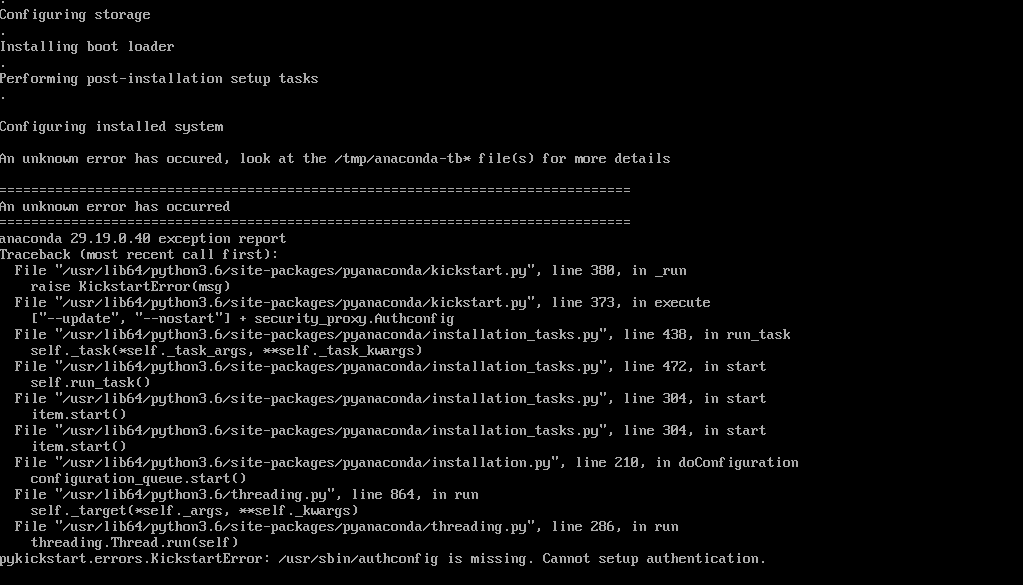 .
Configuring storage
.
Installing boot loader
.
Performing post-installation setup tasks
.
Configuring installed system
An unknown error has occured, look at the /tmp/anaconda-tb* file(s) for more details
===============================================================================
An unknown error has occurred
===============================================================================
anaconda 29.19.0.40 exception report
Traceback (most recent call first):
  File "/usr/lib64/python3.6/site-packages/pyanaconda/kickstart.py", line 380, in _run
    raise KickstartError(msg)
  File "/usr/lib64/python3.6/site-packages/pyanaconda/kickstart.py", line 373, in execute
    ["--update", "--nostart"] + security_proxy.Authconfig
  File "/usr/lib64/python3.6/site-packages/pyanaconda/installation_tasks.py", line 438, in run_task
    self._task(*self._task_args, **self._task_kwargs)
  File "/usr/lib64/python3.6/site-packages/pyanaconda/installation_tasks.py", line 472, in start
    self.run_task()
  File "/usr/lib64/python3.6/site-packages/pyanaconda/installation_tasks.py", line 304, in start
    item.start()
  File "/usr/lib64/python3.6/site-packages/pyanaconda/installation_tasks.py", line 304, in start
    item.start()
  File "/usr/lib64/python3.6/site-packages/pyanaconda/installation.py", line 210, in doConfiguration
    configuration_queue.start()
  File "/usr/lib64/python3.6/threading.py", line 864, in run
    self._target(*self._args, **self._kwargs)
  File "/usr/lib64/python3.6/site-packages/pyanaconda/threading.py", line 286, in run
    threading.Thread.run(self)
pykickstart.errors.KickstartError: /usr/sbin/authconfig is missing. Cannot setup authentication.